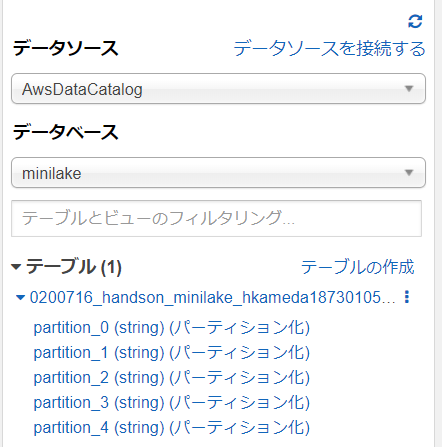 データソース データソースを接続する
AwsDataCatalog
データベース
minilake
テーブルとビューのフィルタリング...
テーブル (1) テーブルの作成
0200716_handson_minilake_hkameda18730105...
partition_0 (string) (パーティション化)
partition_1 (string) (パーティション化)
partition_2 (string) (パーティション化)
partition_3 (string) (パーティション化)
partition_4 (string) (パーティション化)